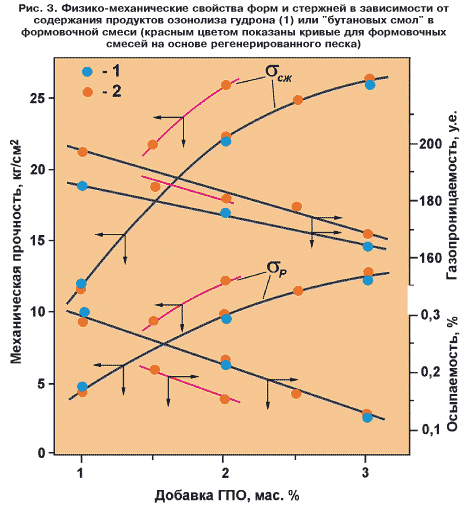 Рис. 3. Физико-механические свойства форм и стержней в зависимости от
содержания продуктов озонолиза гудрона (1) или "бутановых смол" в
формовочной смеси (красным цветом показаны кривые для формовочных
смесей на основе регенерированного песка)
Механическая прочность, кг/см²
25
20
15
10
5
0
- 1
- 2
σсж
σР
200
180
160
Газопроницаемость, у.е.
0,3
0,2
0,1
Осыпаемость, %
1
2
3
Добавка ГПО, мас. %